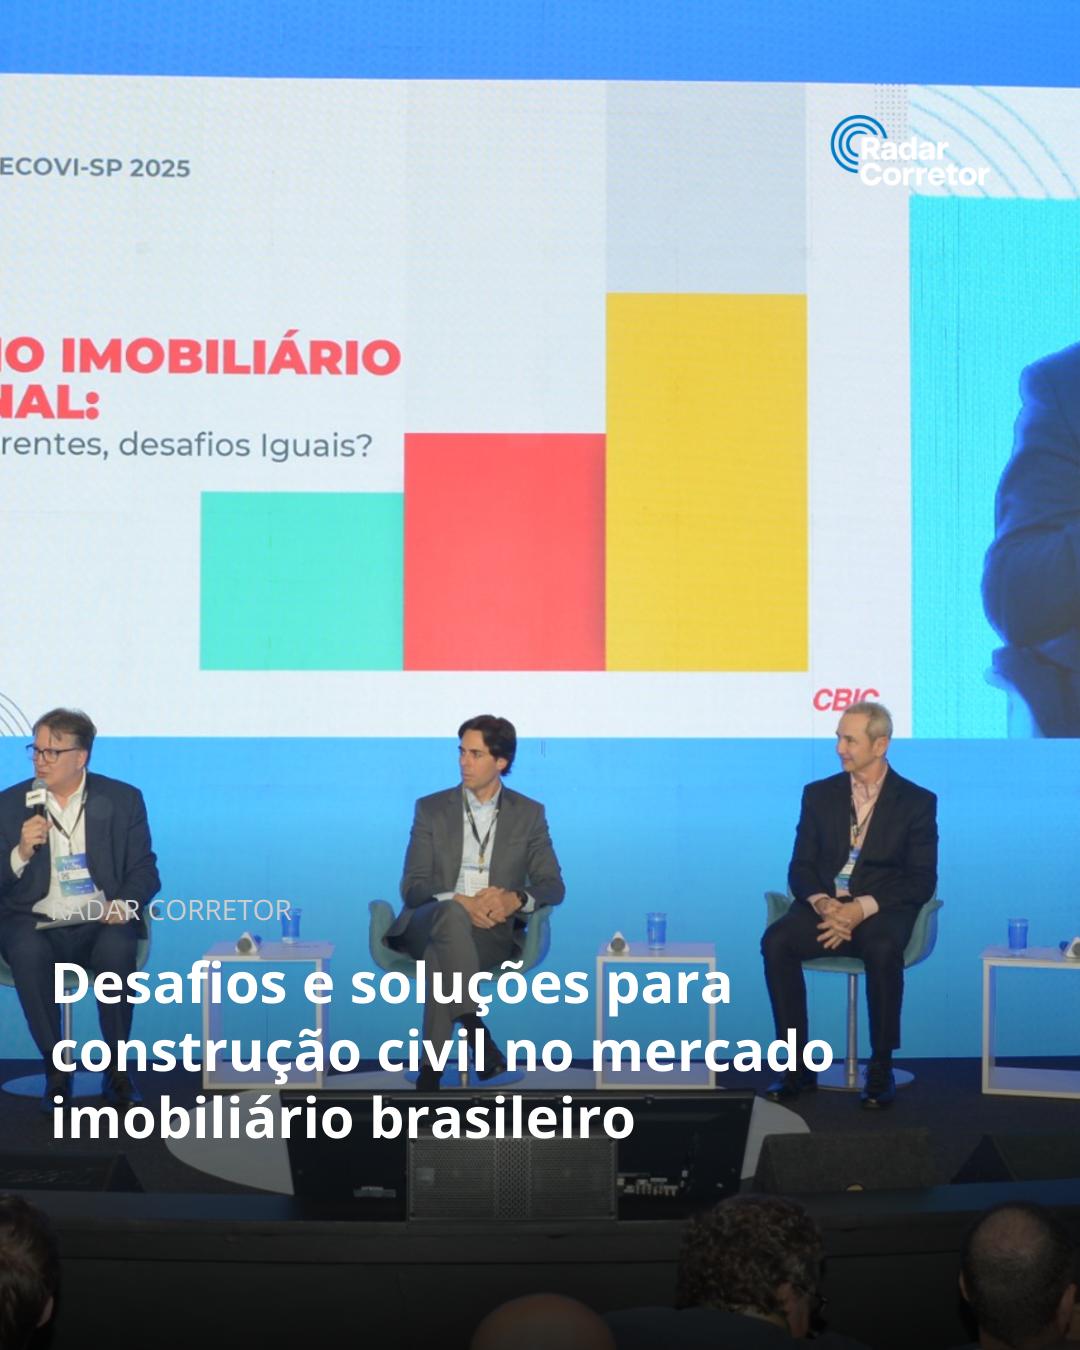 ECOVI-SP 2025
Radar
Corretor
IO IMOBILIÁRIO
NAL:
rentes, desafios Iguais?
CBIC
RADAR CORRETOR
Desafios e soluções para
construção civil no mercado
imobiliário brasileiro